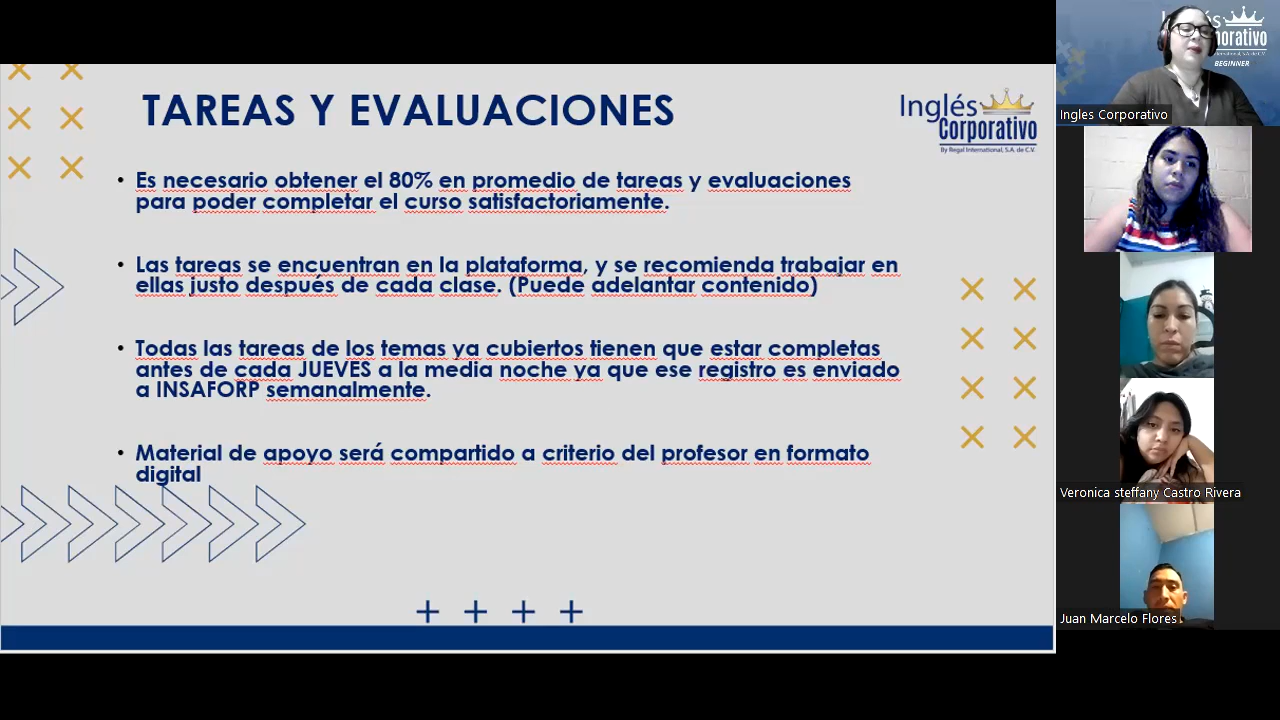 TAREAS Y EVALUACIONES
Inglés
Corporativo
By Regal International, S.A. de C.V.
• Es necesario obtener el 80% en promedio de tareas y evaluaciones
para poder completar el curso satisfactoriamente.
• Las tareas se encuentran en la plataforma, y se recomienda trabajar en
ellas justo después de cada clase. (Puede adelantar contenido)
• Todas las tareas de los temas ya cubiertos tienen que estar completas
antes de cada JUEVES a la media noche ya que ese registro es enviado
a INSAFORP semanalmente.
• Material de apoyo será compartido a criterio del profesor en formato
digital
BEGINNER
Ingles Corporativo
Veronica steffany Castro Rivera
Juan Marcelo Flores